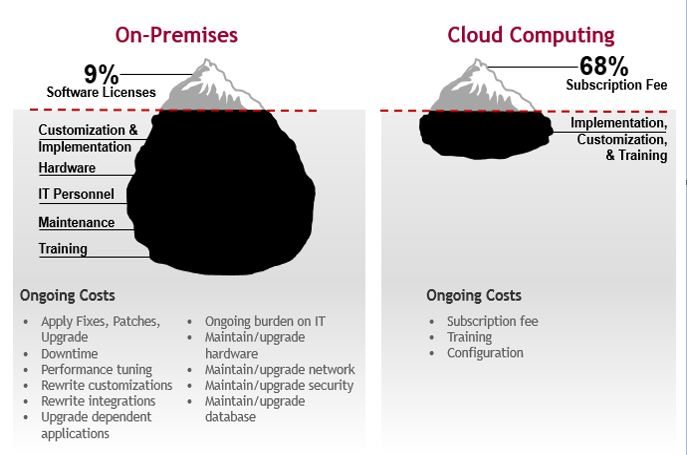 On-Premises
9%
Software Licenses
Customization &
Implementation
Hardware
IT Personnel
Maintenance
Training
Ongoing Costs
• Apply Fixes, Patches,
Upgrade
• Downtime
• Performance tuning
• Rewrite customizations
• Rewrite integrations
• Upgrade dependent
applications
• Ongoing burden on IT
• Maintain/upgrade
hardware
• Maintain/upgrade network
• Maintain/upgrade security
• Maintain/upgrade
database
Cloud Computing
68%
Subscription Fee
Implementation,
Customization,
& Training
Ongoing Costs
• Subscription fee
• Training
• Configuration